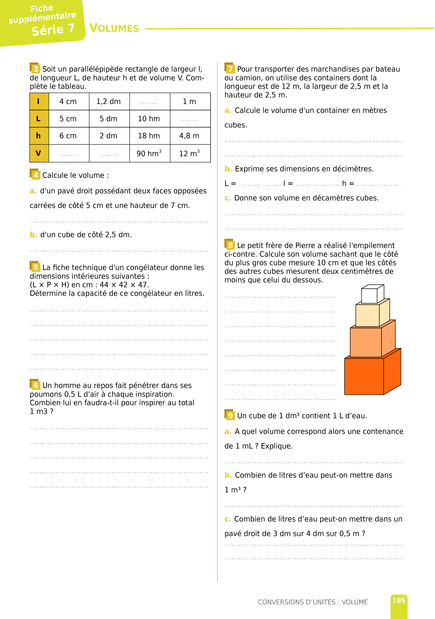 Fiche
supplémentaire
Série 7
VOLUMES
3 Soit un parallélépipède rectangle de largeur l,
de longueur L, de hauteur h et de volume V. Com-
plète le tableau.
l 4 cm 1,2 dm ........ 1 m
L 5 cm 5 dm 10 hm ........
h 6 cm 2 dm 18 hm 4,8 m
V ........ ........ 90 hm³ 12 m³
4 Calcule le volume :
a. d'un pavé droit possédant deux faces opposées
carrées de côté 5 cm et une hauteur de 7 cm.
b. d'un cube de côté 2,5 dm.
5 La fiche technique d'un congélateur donne les
dimensions intérieures suivantes :
(L × P × H) en cm : 44 × 42 × 47.
Détermine la capacité de ce congélateur en litres.
6 Un homme au repos fait pénétrer dans ses
poumons 0,5 L d'air à chaque inspiration.
Combien lui en faudra-t-il pour inspirer au total
1 m3 ?
7 Pour transporter des marchandises par bateau
ou camion, on utilise des containers dont la
longueur est de 12 m, la largeur de 2,5 m et la
hauteur de 2,5 m.
a. Calcule le volume d'un container en mètres
cubes.
b. Exprime ses dimensions en décimètres.
L = ................ l = ................ h = ................
c. Donne son volume en décamètres cubes.
8 Le petit frère de Pierre a réalisé l'empilement
ci-contre. Calcule son volume sachant que le côté
du plus gros cube mesure 10 cm et que les côtés
des autres cubes mesurent deux centimètres de
moins que celui du dessous.
9 Un cube de 1 dm³ contient 1 L d'eau.
a. A quel volume correspond alors une contenance
de 1 mL ? Explique.
b. Combien de litres d'eau peut-on mettre dans
1 m³ ?
c. Combien de litres d'eau peut-on mettre dans un
pavé droit de 3 dm sur 4 dm sur 0,5 m ?
CONVERSIONS D'UNITÉS : VOLUME 195